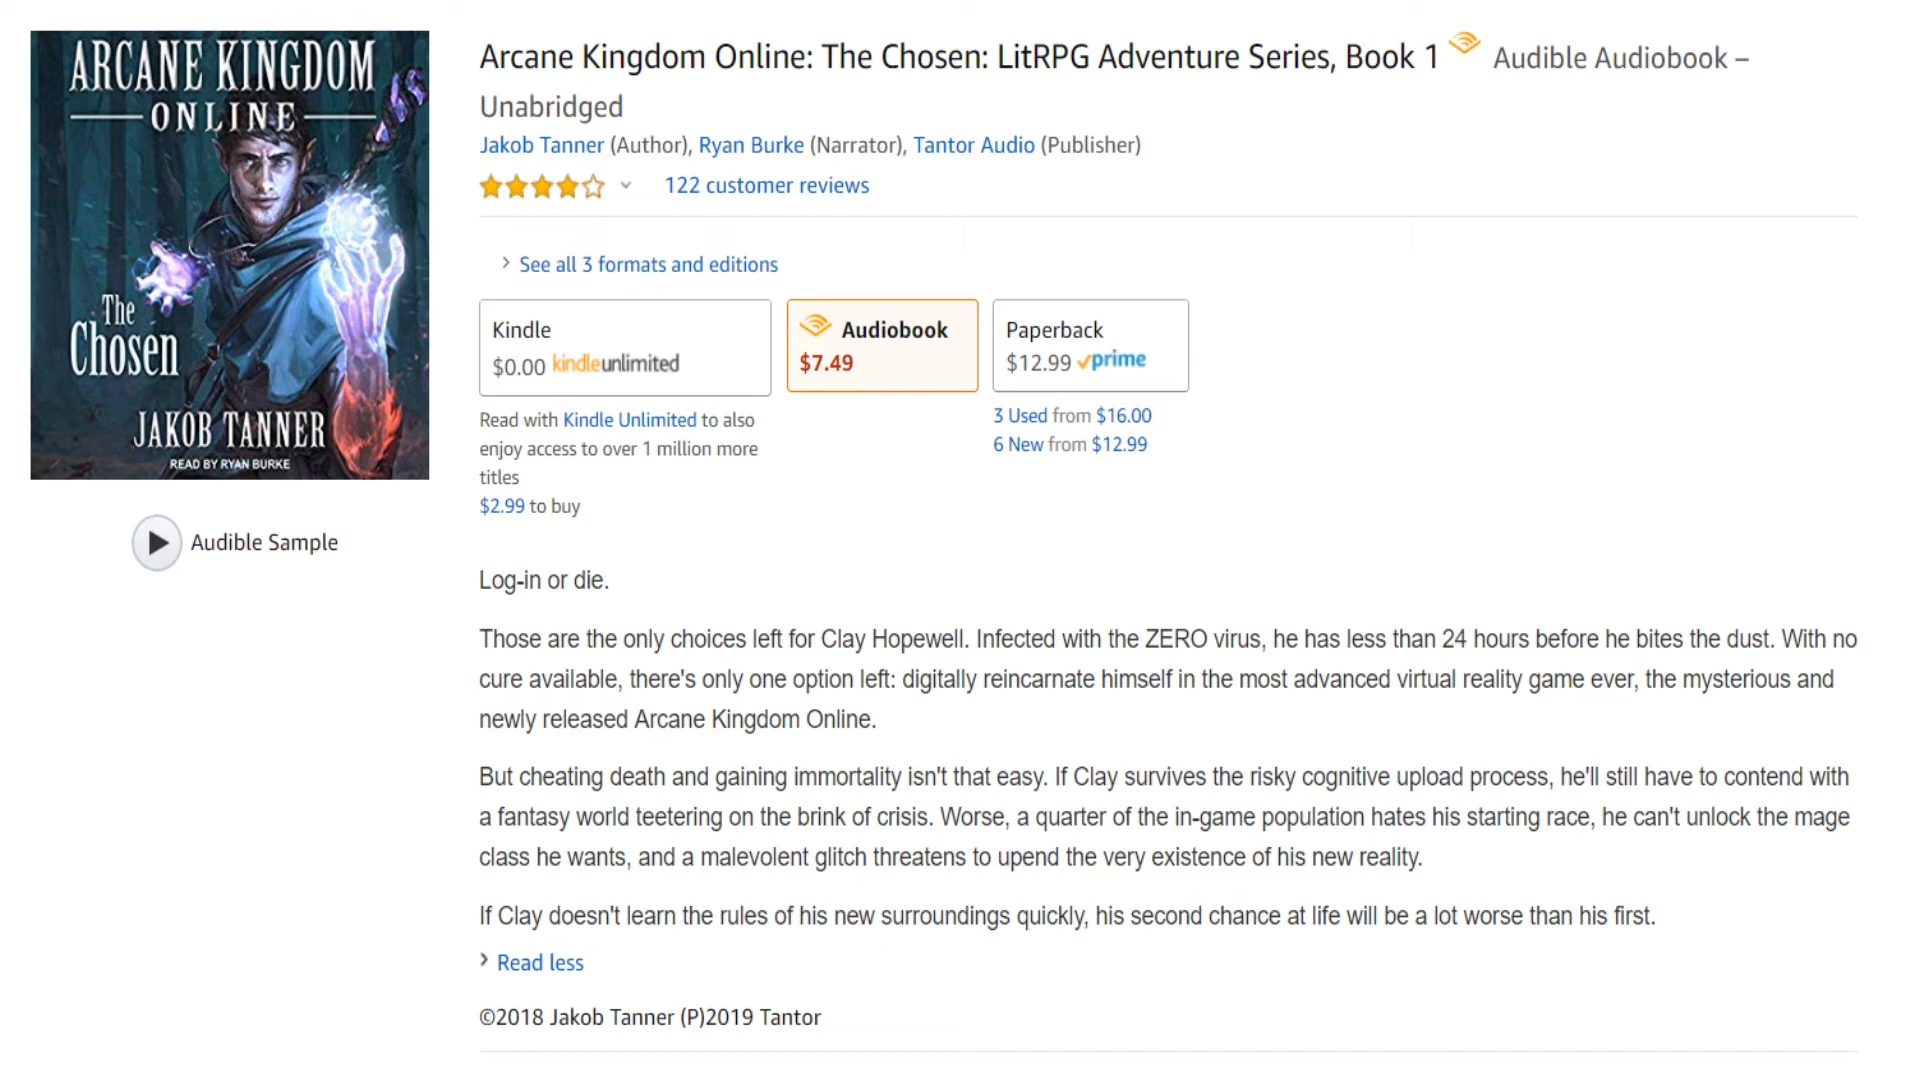 ARCANE KINGDOM
ONLINE
The
Chosen
JAKOB TANNER
READ BY RYAN BURKE
Audible Sample
Arcane Kingdom Online: The Chosen: LitRPG Adventure Series, Book 1 Audible Audiobook –
Unabridged
Jakob Tanner (Author), Ryan Burke (Narrator), Tantor Audio (Publisher)
122 customer reviews
See all 3 formats and editions
Kindle
$0.00 kindleunlimited
Audiobook
$7.49
Paperback
$12.99 prime
Read with Kindle Unlimited to also
enjoy access to over 1 million more
titles
$2.99 to buy
3 Used from $16.00
6 New from $12.99
Log-in or die.
Those are the only choices left for Clay Hopewell. Infected with the ZERO virus, he has less than 24 hours before he bites the dust. With no
cure available, there's only one option left: digitally reincarnate himself in the most advanced virtual reality game ever, the mysterious and
newly released Arcane Kingdom Online.
But cheating death and gaining immortality isn't that easy. If Clay survives the risky cognitive upload process, he'll still have to contend with
a fantasy world teetering on the brink of crisis. Worse, a quarter of the in-game population hates his starting race, he can't unlock the mage
class he wants, and a malevolent glitch threatens to upend the very existence of his new reality.
If Clay doesn't learn the rules of his new surroundings quickly, his second chance at life will be a lot worse than his first.
Read less
©2018 Jakob Tanner (P)2019 Tantor